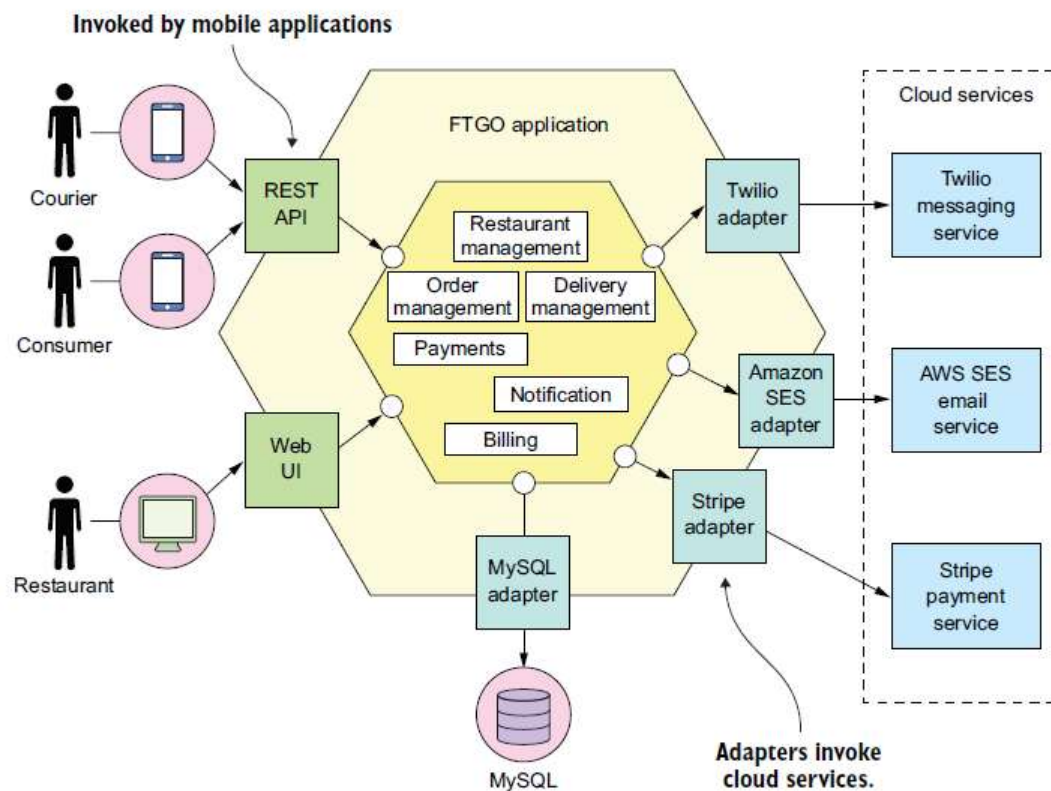 Invoked by mobile applications
Courier
Consumer
Restaurant
REST
API
Web
UI
FTGO application
Restaurant
management
Order
management
Delivery
management
Payments
Notification
Billing
Twilio
adapter
Amazon
SES
adapter
Stripe
adapter
MySQL
adapter
MySQL
Cloud services
Twilio
messaging
service
AWS SES
email
service
Stripe
payment
service
Adapters invoke
cloud services.